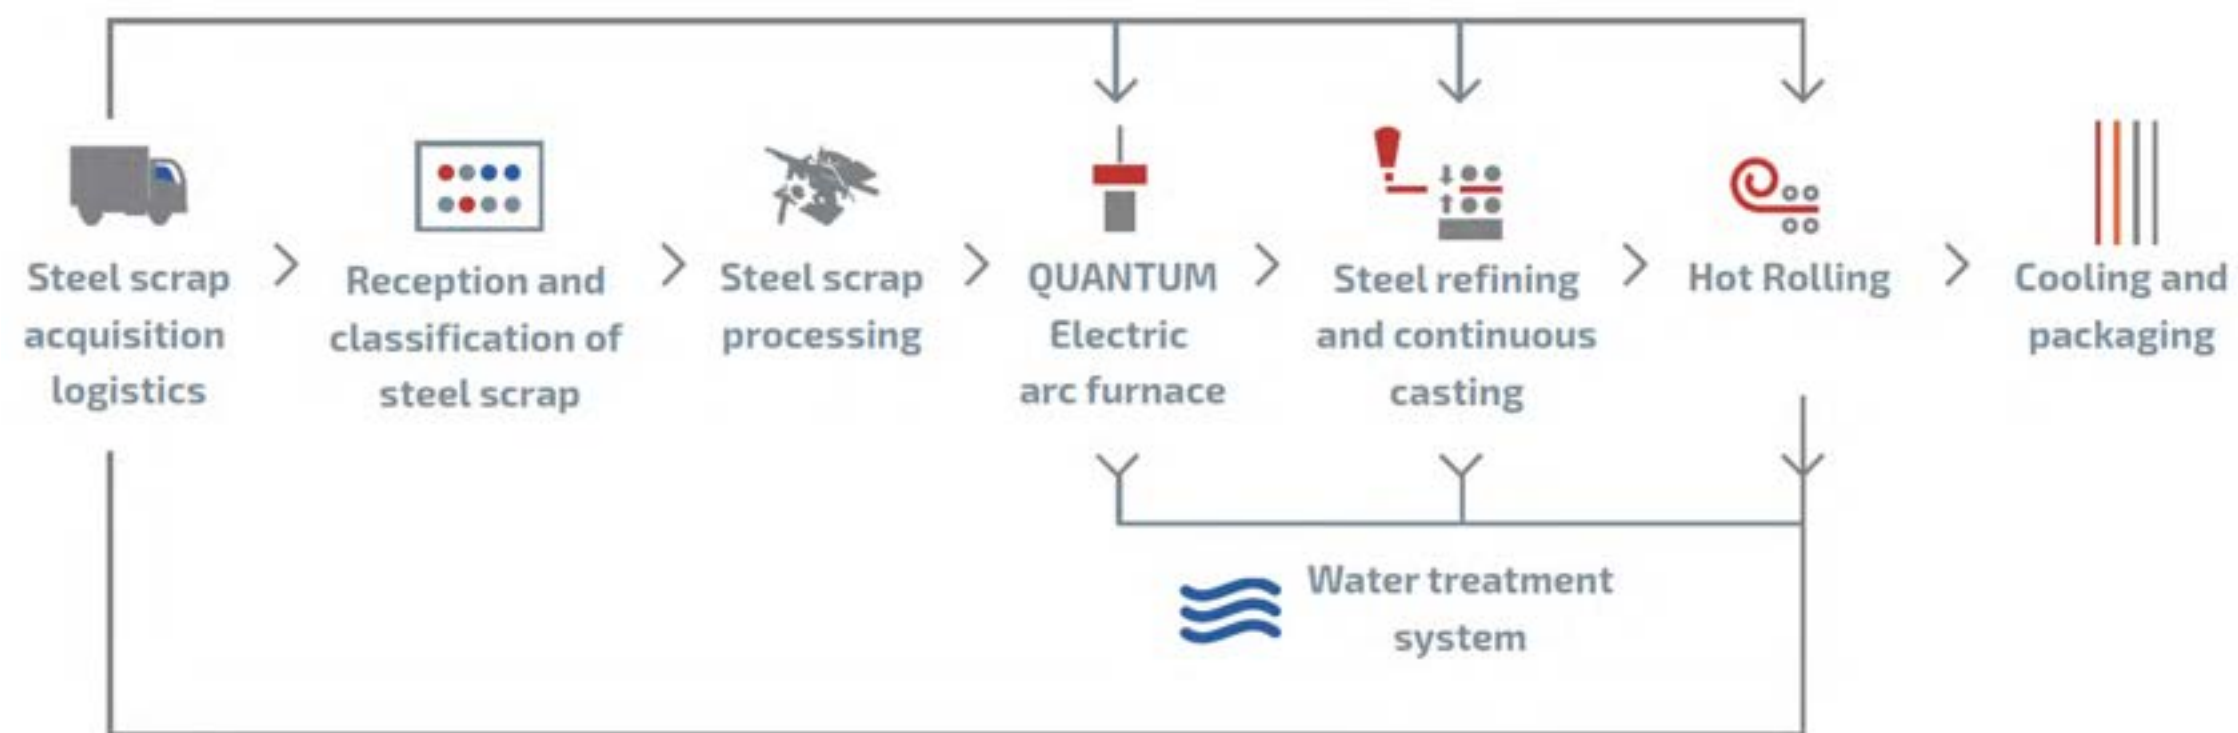 Steel scrap
acquisition
logistics
Reception and
classification of
steel scrap
Steel scrap
processing
QUANTUM
Electric
arc furnace
Steel refining
and continuous
casting
Hot Rolling
Cooling and
packaging
Water treatment
system